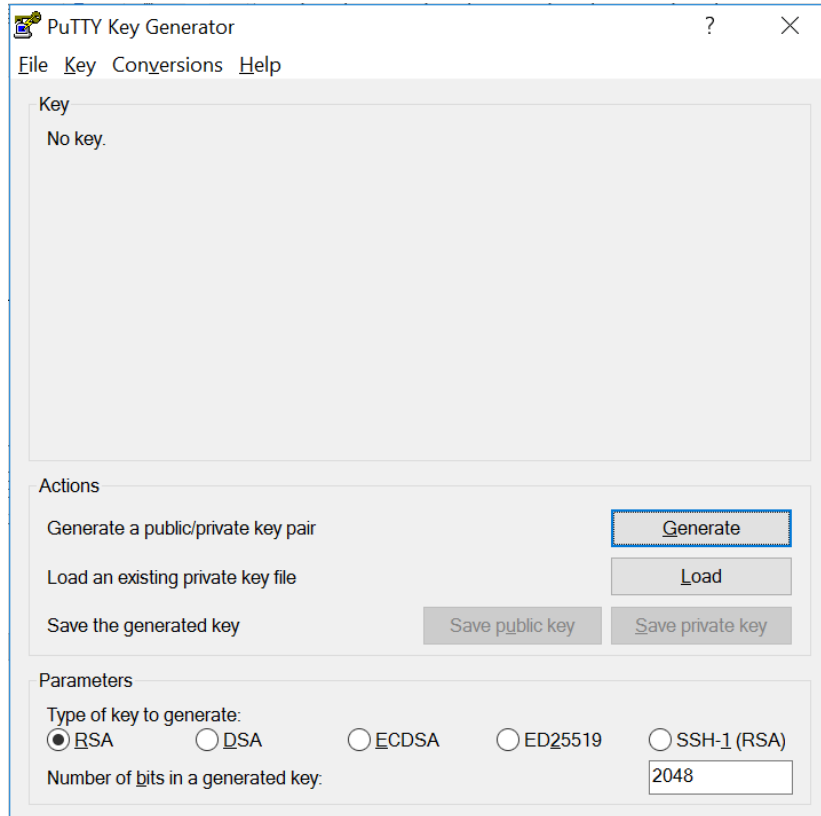 PuTTY Key Generator ?
File Key Conversions Help
Key
No key.
Actions
Generate a public/private key pair Generate
Load an existing private key file Load
Save the generated key Save public key Save private key
Parameters
Type of key to generate:
RSA DSA ECDSA ED25519 SSH-1 (RSA)
Number of bits in a generated key: 2048